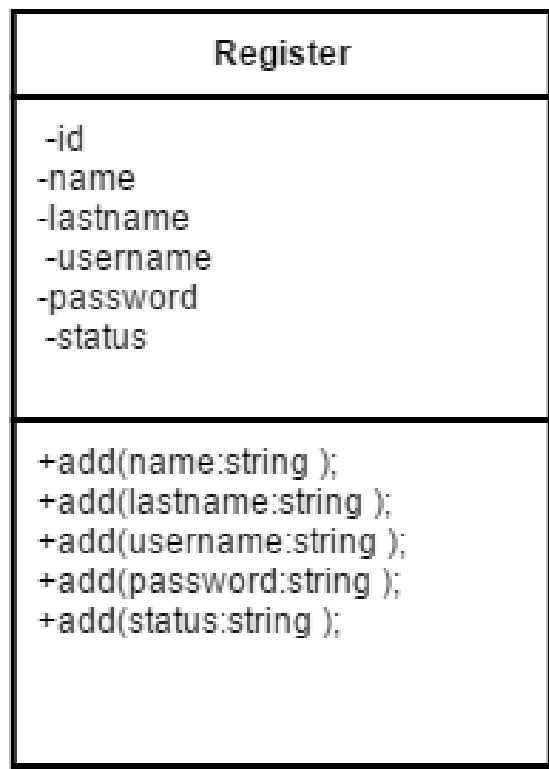 Register
-id
-name
-lastname
-username
-password
-status
+add(name:string );
+add(lastname:string );
+add(username:string );
+add(password:string );
+add(status:string );